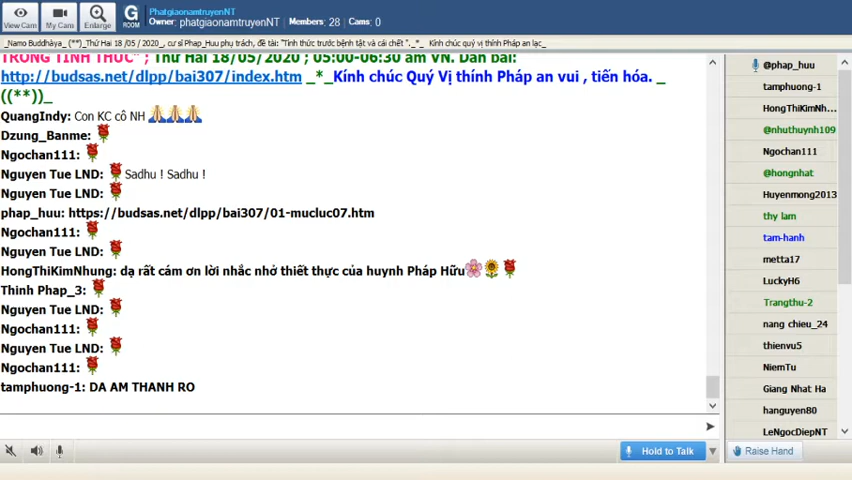 View Cam
My Cams
Enlarge
G
ROOM
PhatgiaonamtruyenNT
Owner: phatgiaonamtruyenNT Members: 28 Cams: 0
_Namo Buddhàya_ (**)_Thứ Hai 18 /05 / 2020_, cư sĩ Phap_Huu phụ trách, đề tài: "Tỉnh thức trước bệnh tật và cái chết "._*_ Kính chúc quý vị thính Pháp an lạc_
TRONG TỈNH THỨC" ; Thứ Hai 18/05/2020 ; 05:00-06:30 am VN. Dàn bài:
http://budsas.net/dlpp/bai307/index.htm _*_Kính chúc Quý Vị thính Pháp an vui , tiến hóa. _
((**))_
QuangIndy: Con KC cô NH
Dzung_Banme:
Ngochan111:
Nguyen Tue LND: Sadhu ! Sadhu !
Nguyen Tue LND:
phap_huu: https://budsas.net/dlpp/bai307/01-mucluc07.htm
Ngochan111:
Nguyen Tue LND:
HongThiKimNhung: dạ rất cám ơn lời nhắc nhở thiết thực của huynh Pháp Hữu
Thinh Phap_3:
Nguyen Tue LND:
Ngochan111:
Nguyen Tue LND:
Ngochan111:
tamphuong-1: DA AM THANH RO
Hold to Talk
@phap_huu
tamphuong-1
HongThiKimNh...
@nhuthuynh109
Ngochan111
@hongnhat
Huyenmong2013
thy lam
tam-hanh
metta17
LuckyH6
Trangthu-2
nang chieu_24
thienvu5
NiemTu
Giang Nhat Ha
hanguyen80
LeNgocDiepNT
Raise Hand